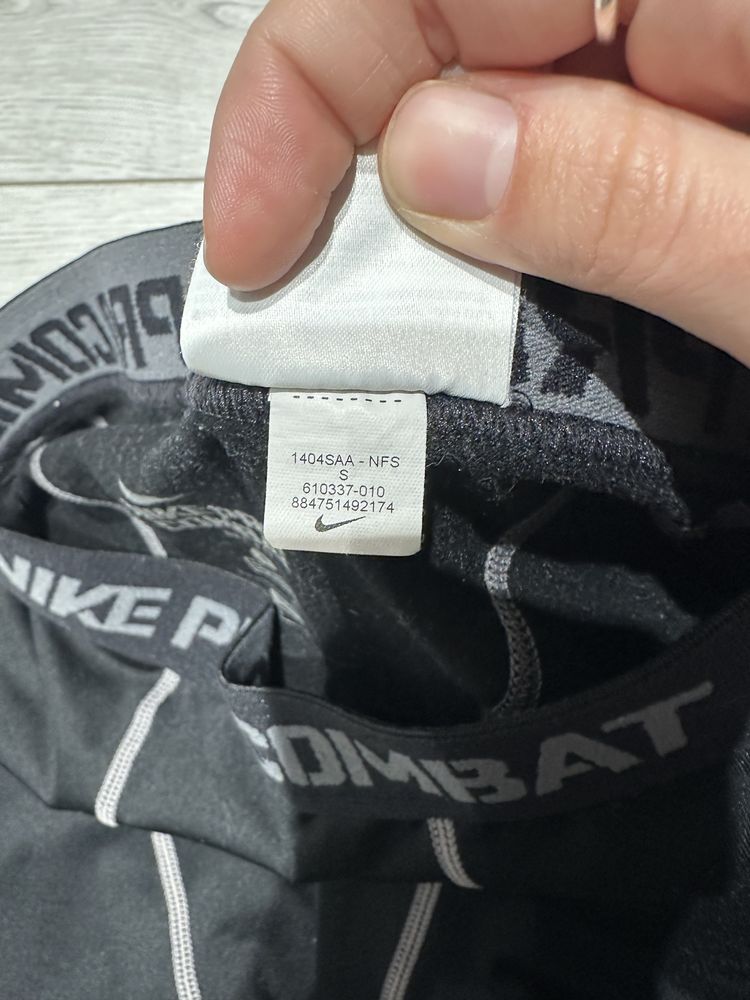 1404SAA - NFS
S
610337-010
884751492174
NIKE P
COMBAT